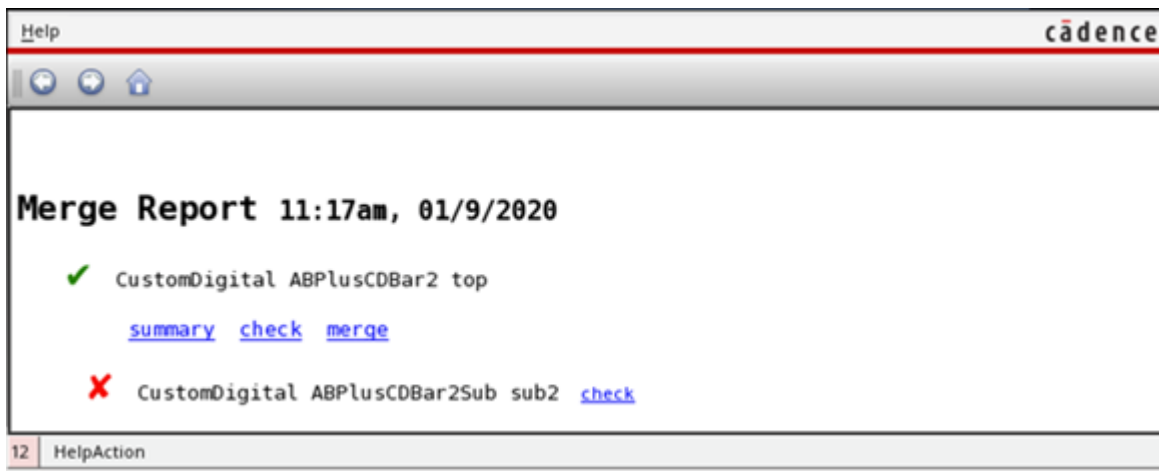 Help
cādence
Merge Report 11:17am, 01/9/2020
✔ CustomDigital ABPlusCDBar2 top
summary check merge
✘ CustomDigital ABPlusCDBar2Sub sub2 check
12 HelpAction